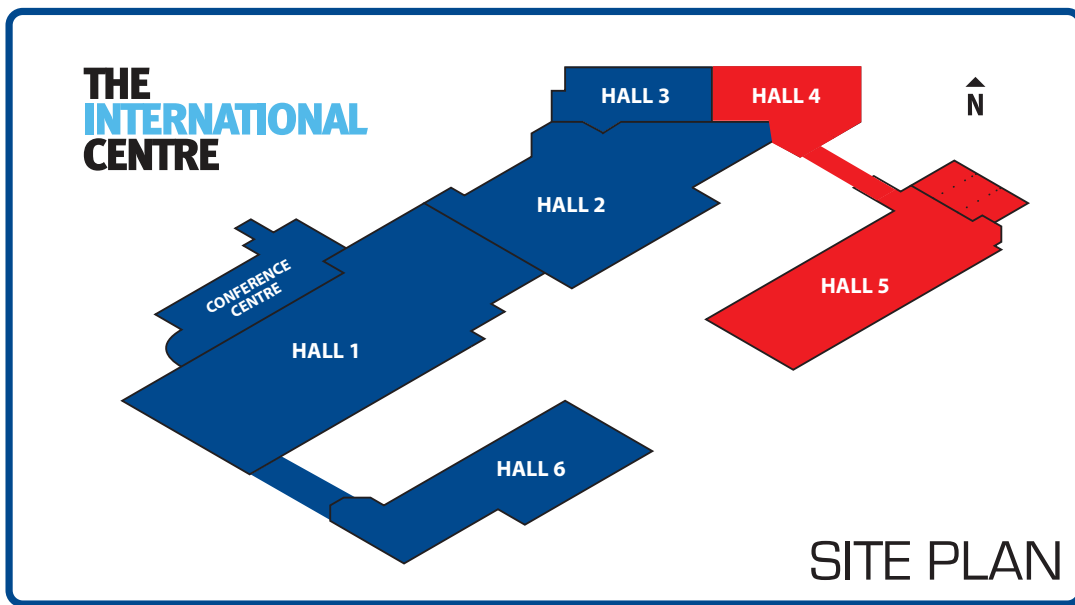 THE
INTERNATIONAL
CENTRE
HALL 3
HALL 4
N
HALL 2
CONFERENCE
CENTRE
HALL 5
HALL 1
HALL 6
SITE PLAN